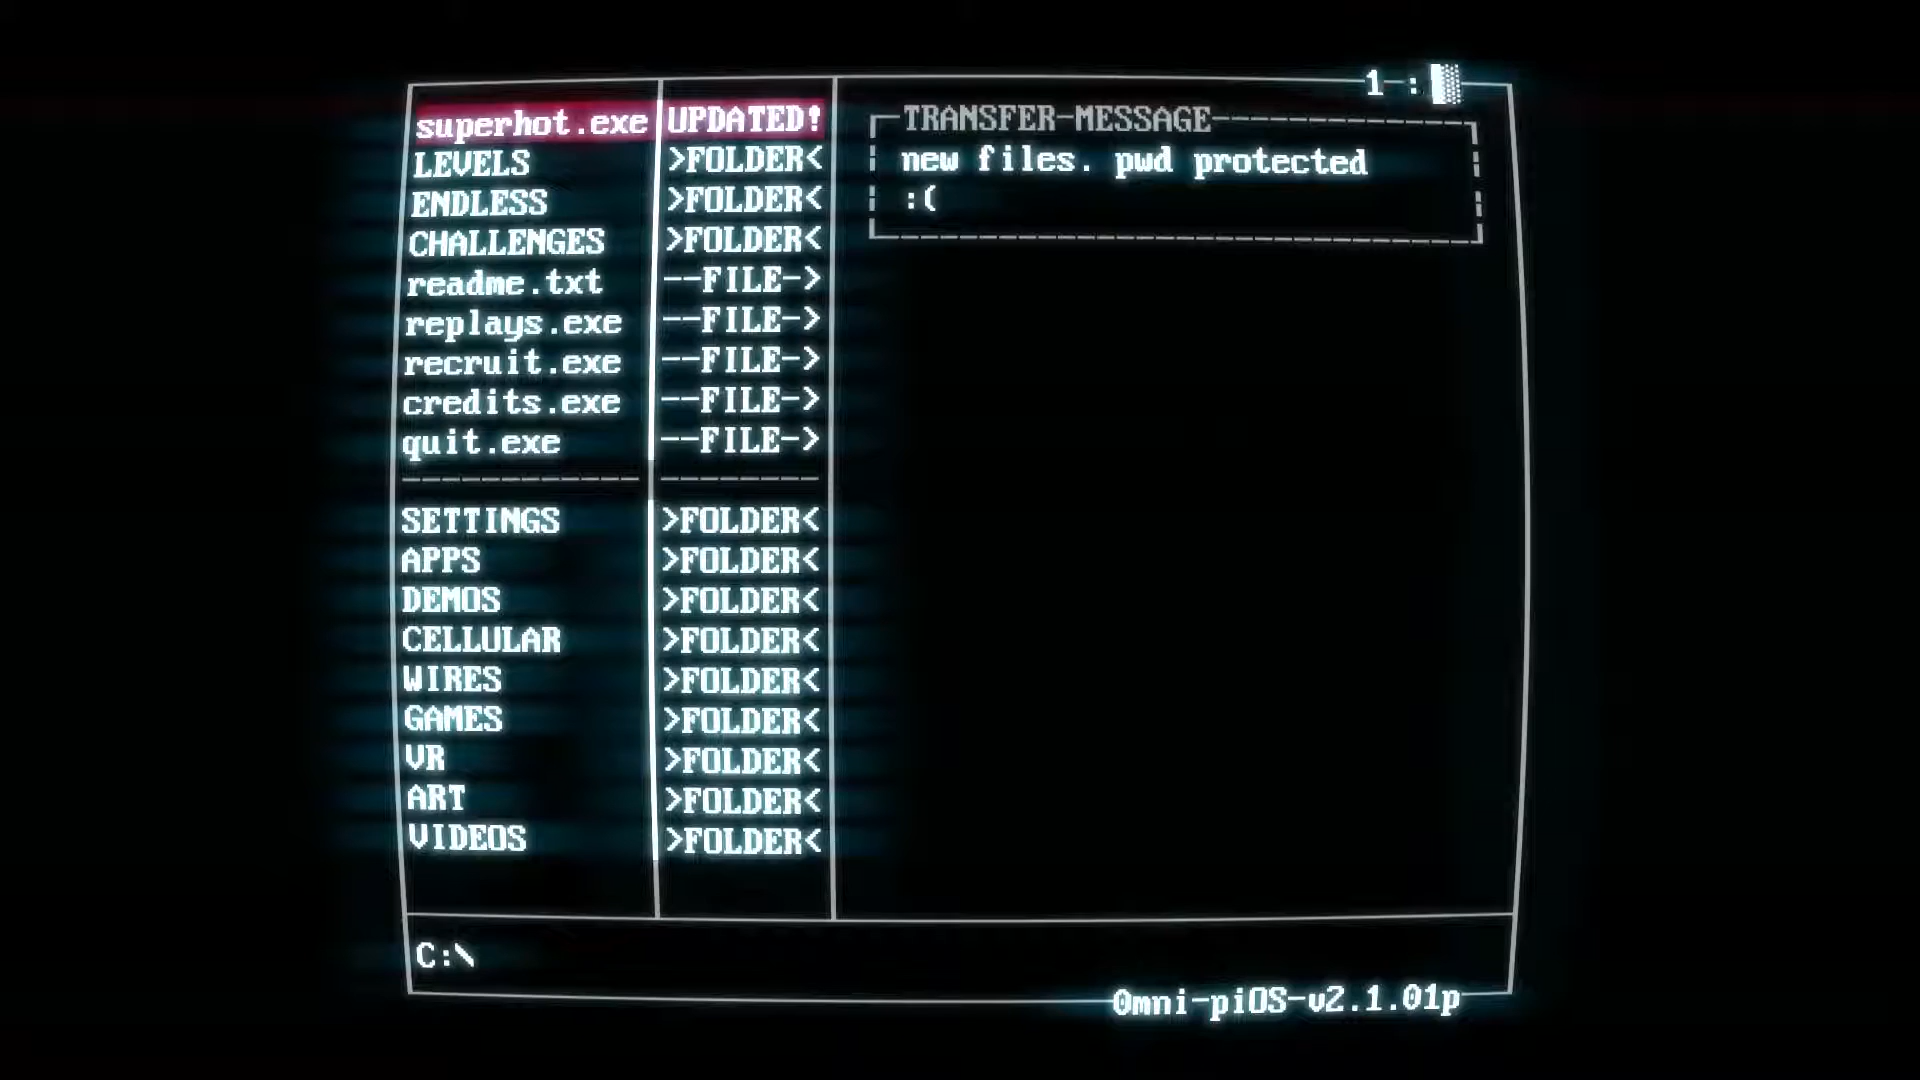 1 :
superhot.exe UPDATED!
LEVELS >FOLDER<
ENDLESS >FOLDER<
CHALLENGES >FOLDER<
readme.txt --FILE->
replays.exe --FILE->
recruit.exe --FILE->
credits.exe --FILE->
quit.exe --FILE->
SETTINGS >FOLDER<
APPS >FOLDER<
DEMOS >FOLDER<
CELLULAR >FOLDER<
WIRES >FOLDER<
GAMES >FOLDER<
VR >FOLDER<
ART >FOLDER<
VIDEOS >FOLDER<
TRANSFER-MESSAGE
new files. pwd protected
:(
C:\
0mni-piOS-v2.1.01p